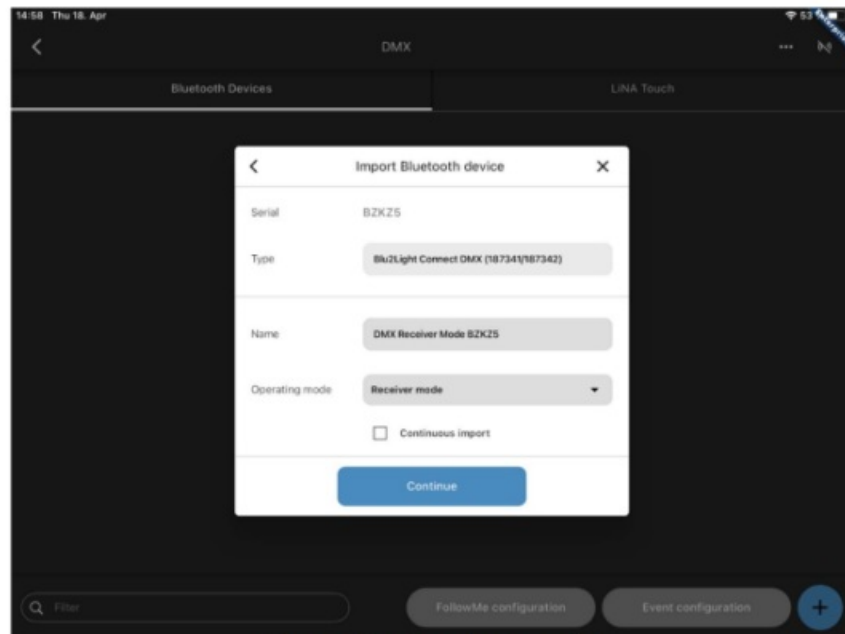 14:58 Thu 18. Apr 53
Enterprise
DMX
Bluetooth Devices LiNA Touch
Import Bluetooth device
Serial BZKZ5
Type Blu2Light Connect DMX (187341/187342)
Name DMX Receiver Mode BZKZ5
Operating mode Receiver mode
Continuous import
Continue
Filter FollowMe configuration Event configuration